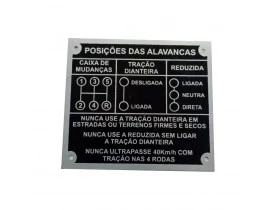 POSIÇÕES DAS ALAVANCAS
CAIXA DE MUDANÇAS
TRAÇÃO DIANTEIRA
REDUZIDA
1 3 5
2 4 R
DESLIGADA
LIGADA
LIGADA
NEUTRA
DIRETA
NUNCA USE A TRAÇÃO DIANTEIRA EM
ESTRADAS OU TERRENOS FIRMES E SECOS
NUNCA USE A REDUZIDA SEM LIGAR
A TRAÇÃO DIANTEIRA
NUNCA ULTRAPASSE 40Km/h COM
TRAÇÃO NAS 4 RODAS